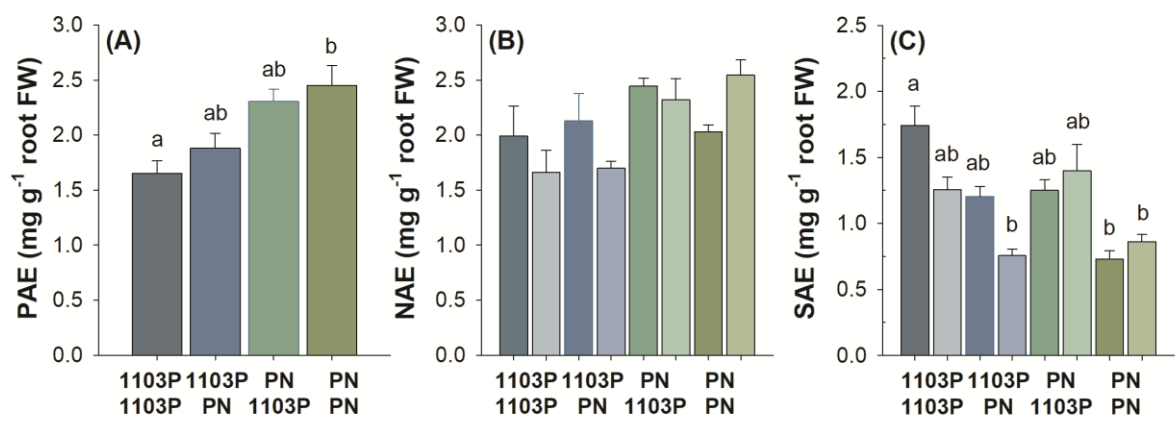 (A)
PAE (mg g⁻¹ root FW)
3.0
2.5
2.0
1.5
1.0
0.5
0.0
a
ab
ab
b
1103P 1103P PN PN
1103P PN 1103P PN
(B)
NAE (mg g⁻¹ root FW)
3.0
2.5
2.0
1.5
1.0
0.5
0.0
1103P 1103P PN PN
1103P PN 1103P PN
(C)
SAE (mg g⁻¹ root FW)
2.5
2.0
1.5
1.0
0.5
0.0
a
ab
ab
b
ab
ab
b
b
1103P 1103P PN PN
1103P PN 1103P PN